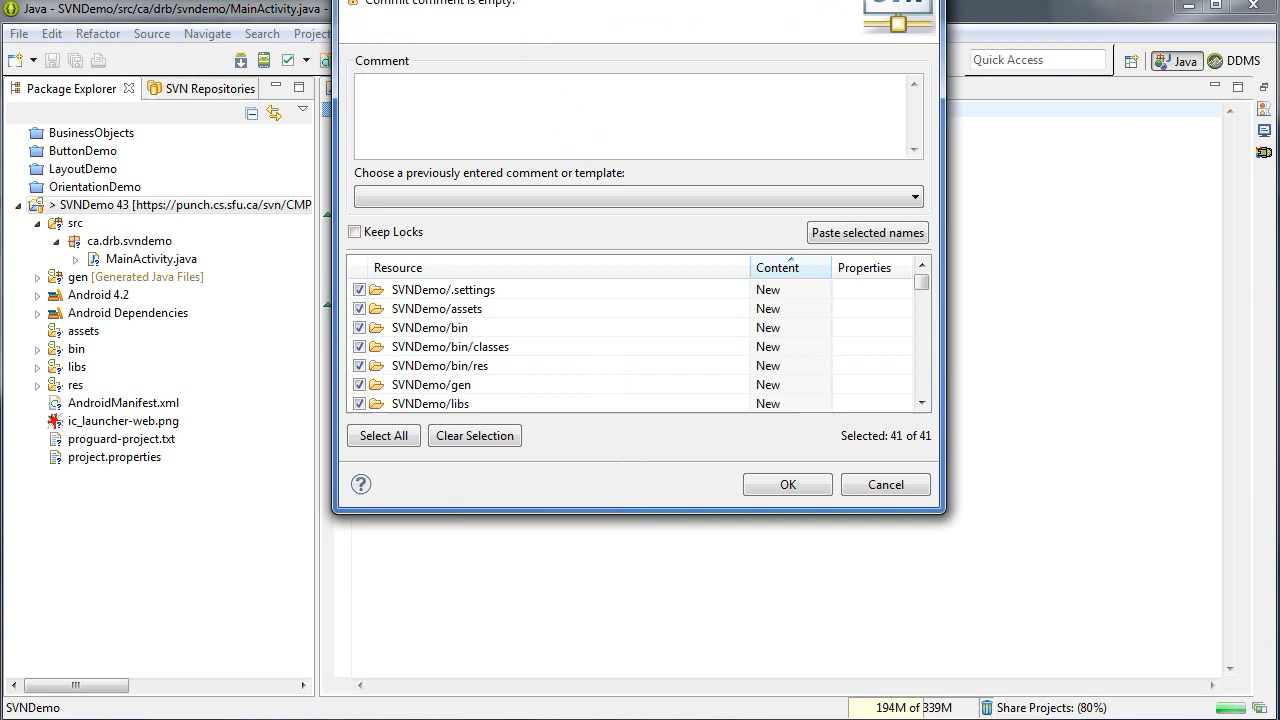 Java - SVNDemo/src/ca/drb/svndemo/MainActivity.java -
Commit comment is empty.
SVN
File Edit Refactor Source Navigate Search Project
Quick Access
Java
DDMS
Package Explorer
SVN Repositories
BusinessObjects
ButtonDemo
LayoutDemo
OrientationDemo
> SVNDemo 43 [https://punch.cs.sfu.ca/svn/CMP
src
ca.drb.svndemo
MainActivity.java
gen [Generated Java Files]
Android 4.2
Android Dependencies
assets
bin
libs
res
AndroidManifest.xml
ic_launcher-web.png
proguard-project.txt
project.properties
Comment
Choose a previously entered comment or template:
Keep Locks
Paste selected names
Resource Content Properties
SVNDemo/.settings New
SVNDemo/assets New
SVNDemo/bin New
SVNDemo/bin/classes New
SVNDemo/bin/res New
SVNDemo/gen New
SVNDemo/libs New
Select All
Clear Selection
Selected: 41 of 41
OK
Cancel
SVNDemo
194M of 339M
Share Projects: (80%)